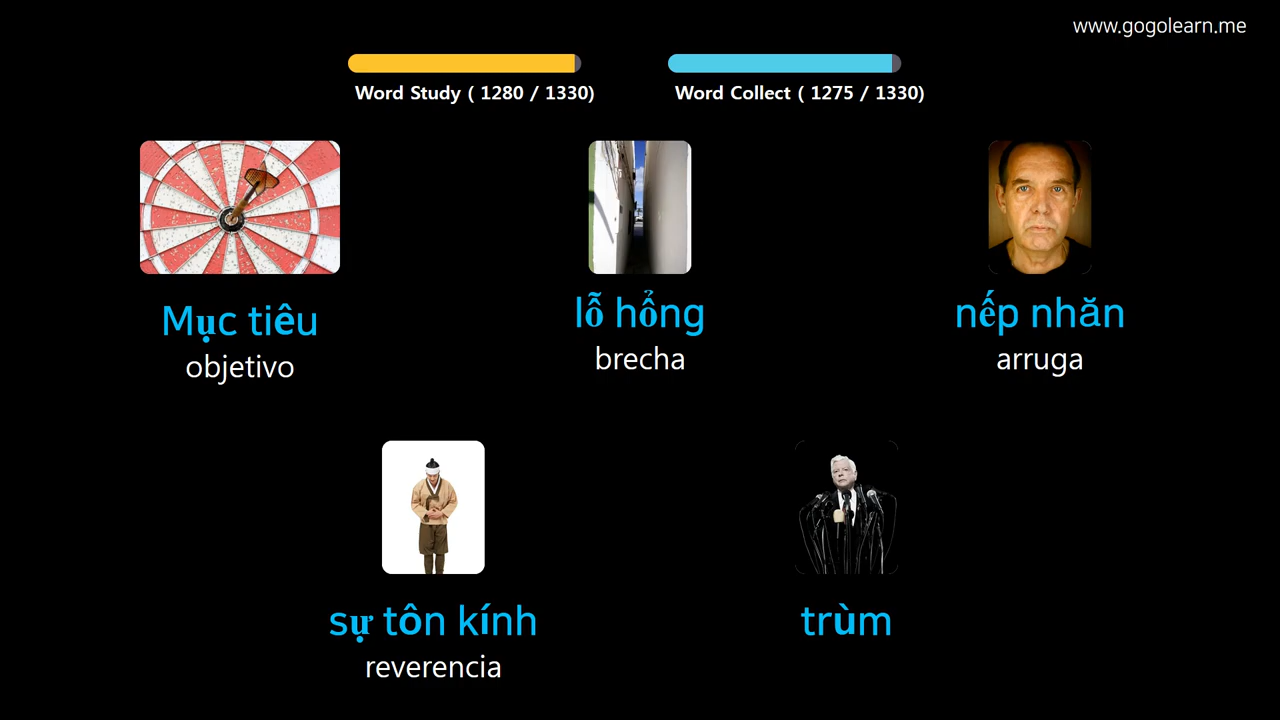 www.gogolearn.me
Word Study ( 1280 / 1330)
Word Collect ( 1275 / 1330)
Mục tiêu
objetivo
lỗ hổng
brecha
nếp nhăn
arruga
sự tôn kính
reverencia
trùm